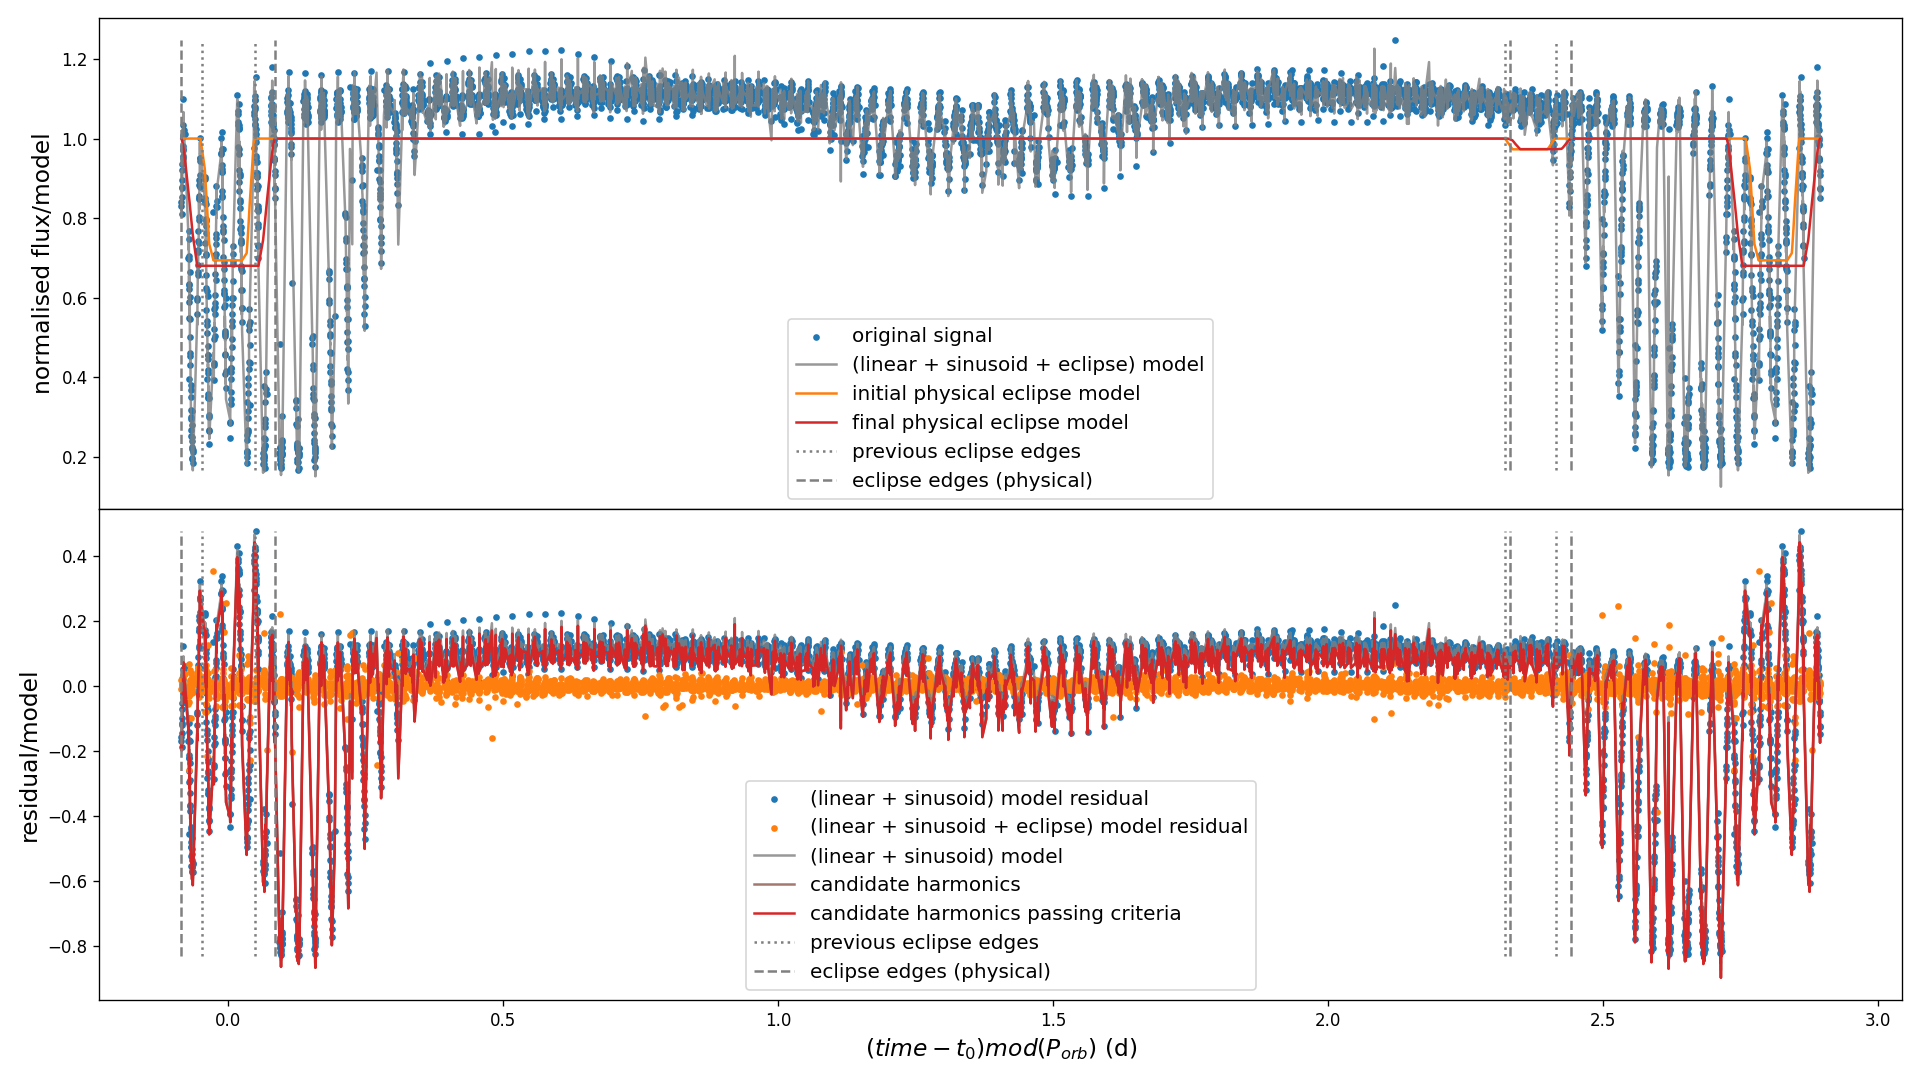 normalised flux/model
1.2
1.0
0.8
0.6
0.4
0.2
original signal
(linear + sinusoid + eclipse) model
initial physical eclipse model
final physical eclipse model
previous eclipse edges
eclipse edges (physical)
residual/model
0.4
0.2
0.0
−0.2
−0.4
−0.6
−0.8
(linear + sinusoid) model residual
(linear + sinusoid + eclipse) model residual
(linear + sinusoid) model
candidate harmonics
candidate harmonics passing criteria
previous eclipse edges
eclipse edges (physical)
0.0 0.5 1.0 1.5 2.0 2.5 3.0
(time − t₀)mod(P_orb) (d)